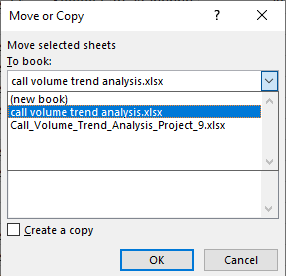 Move or Copy
Move selected sheets
To book:
call volume trend analysis.xlsx
(new book)
call volume trend analysis.xlsx
Call_Volume_Trend_Analysis_Project_9.xlsx
Create a copy
OK
Cancel